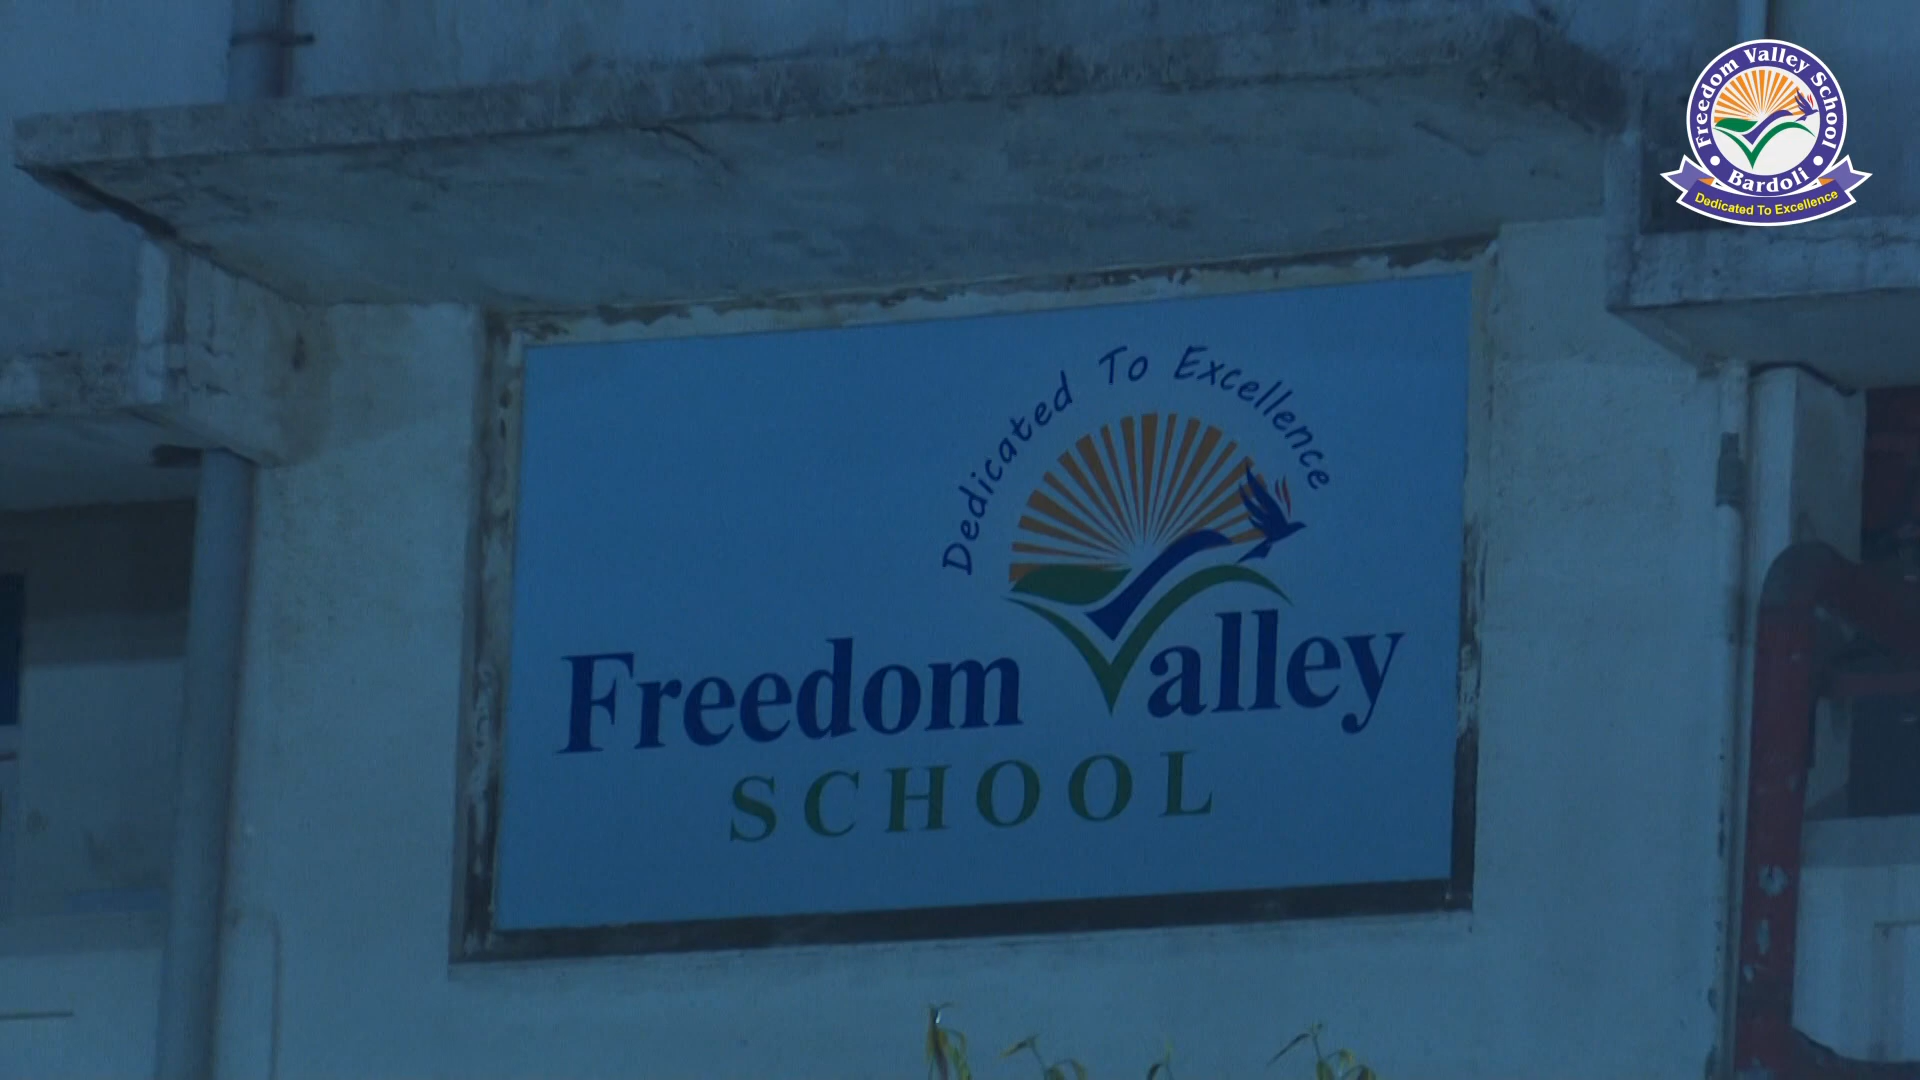 Freedom Valley School
Bardoli
Dedicated To Excellence
Dedicated To Excellence
Freedom Valley
SCHOOL